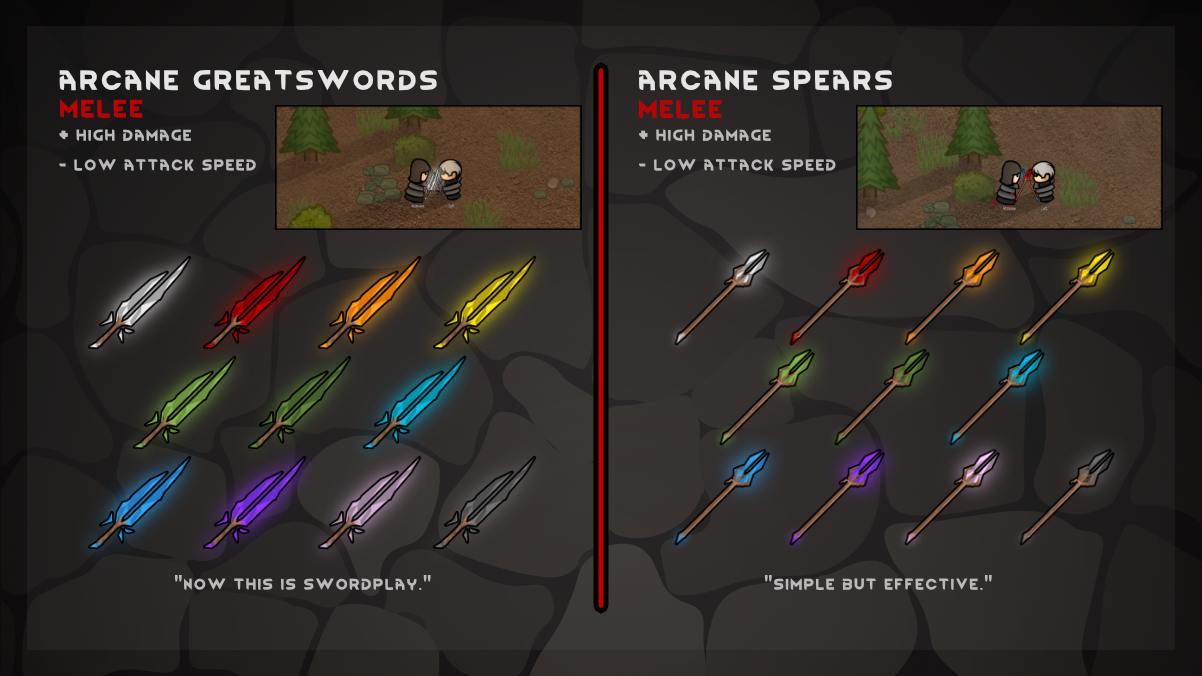 ARCANE GREATSWORDS
MELEE
+ HIGH DAMAGE
- LOW ATTACK SPEED
"NOW THIS IS SWORDPLAY."
ARCANE SPEARS
MELEE
+ HIGH DAMAGE
- LOW ATTACK SPEED
"SIMPLE BUT EFFECTIVE."